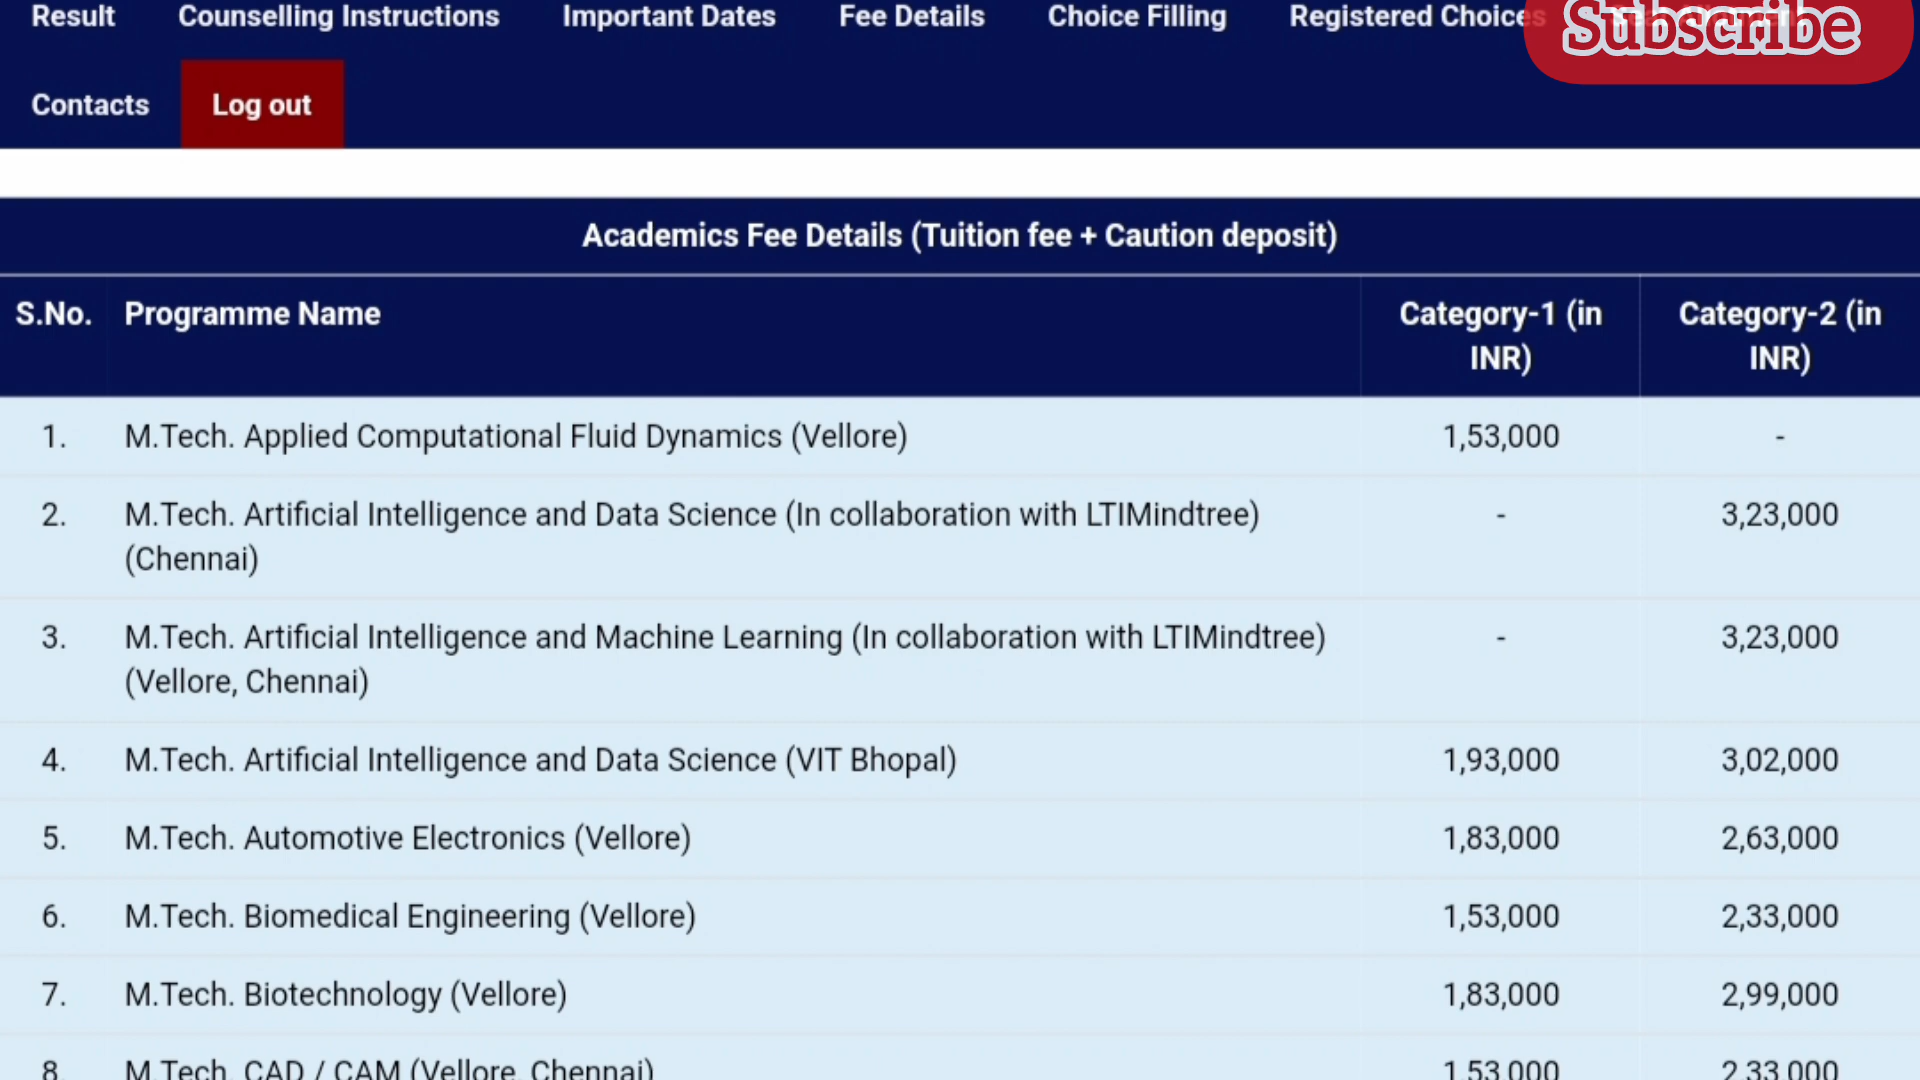 Result Counselling Instructions Important Dates Fee Details Choice Filling Registered Choices
Subscribe
Contacts Log out
Academics Fee Details (Tuition fee + Caution deposit)
S.No. Programme Name Category-1 (in INR) Category-2 (in INR)
1. M.Tech. Applied Computational Fluid Dynamics (Vellore) 1,53,000 -
2. M.Tech. Artificial Intelligence and Data Science (In collaboration with LTIMindtree) - 3,23,000
(Chennai)
3. M.Tech. Artificial Intelligence and Machine Learning (In collaboration with LTIMindtree) - 3,23,000
(Vellore, Chennai)
4. M.Tech. Artificial Intelligence and Data Science (VIT Bhopal) 1,93,000 3,02,000
5. M.Tech. Automotive Electronics (Vellore) 1,83,000 2,63,000
6. M.Tech. Biomedical Engineering (Vellore) 1,53,000 2,33,000
7. M.Tech. Biotechnology (Vellore) 1,83,000 2,99,000
8. M.Tech. CAD / CAM (Vellore, Chennai) 1,53,000 2,33,000